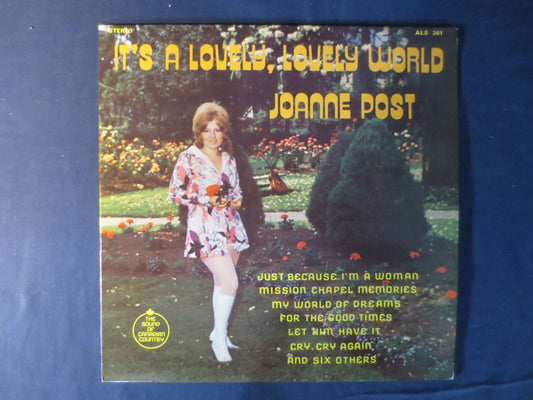 STEREO
ALS 261
IT'S A LOVELY, LOVELY WORLD
JOANNE POST
JUST BECAUSE I'M A WOMAN
MISSION CHAPEL MEMORIES
MY WORLD OF DREAMS
FOR THE GOOD TIMES
LET HIM HAVE IT
CRY, CRY AGAIN
AND SIX OTHERS
THE
SOUND OF
CANADIAN
COUNTRY